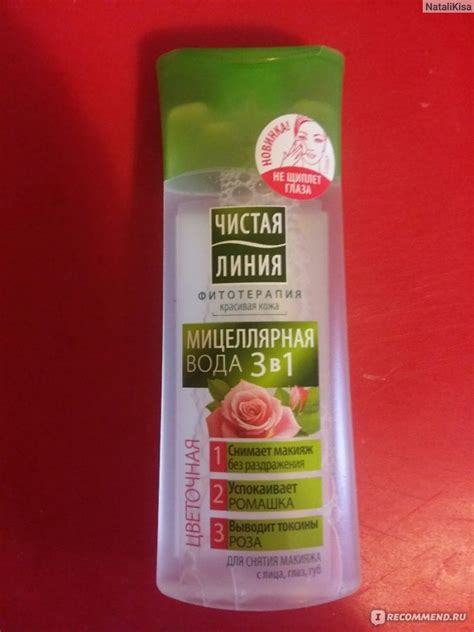 NataliKisa
НОВИНКА!
НЕ ЩИПЛЕТ
ГЛАЗА
ЧИСТАЯ
ЛИНИЯ
ФИТОТЕРАПИЯ
красивая кожа
МИЦЕЛЛЯРНАЯ
ВОДА 3в1
ЦВЕТОЧНАЯ
1 Снимает макияж
без раздражения
2 Успокаивает
РОМАШКА
3 Выводит токсины
РОЗА
ДЛЯ СНЯТИЯ МАКИЯЖА
с лица, глаз, губ
I RECOMMEND.RU